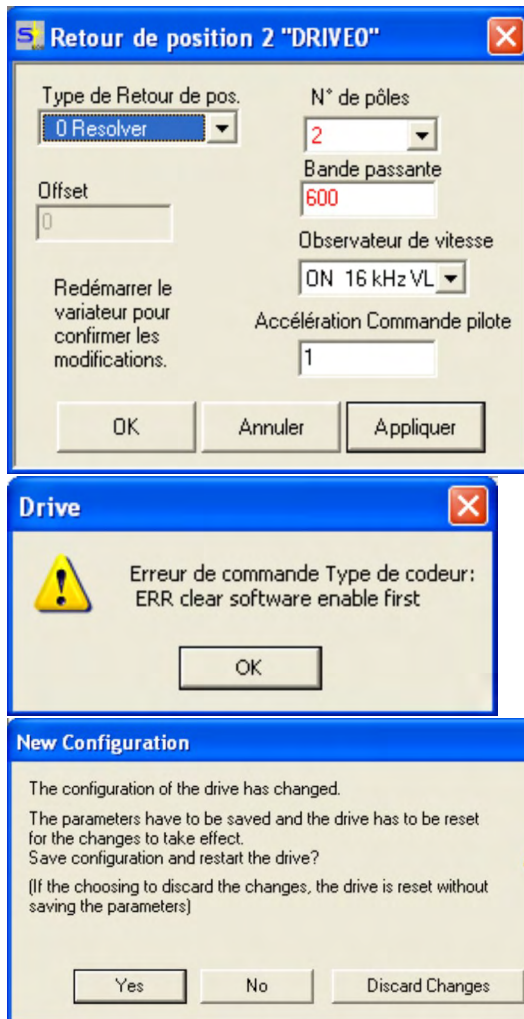 Retour de position 2 "DRIVE0"
Type de Retour de pos.
0 Resolver
N° de pôles
2
Bande passante
600
Offset
0
Observateur de vitesse
ON 16 kHz VL
Redémarrer le
variateur pour
confirmer les
modifications.
Accélération Commande pilote
1
OK
Annuler
Appliquer
Drive
Erreur de commande Type de codeur:
ERR clear software enable first
OK
New Configuration
The configuration of the drive has changed.
The parameters have to be saved and the drive has to be reset
for the changes to take effect.
Save configuration and restart the drive?
(If the choosing to discard the changes, the drive is reset without
saving the parameters)
Yes
No
Discard Changes